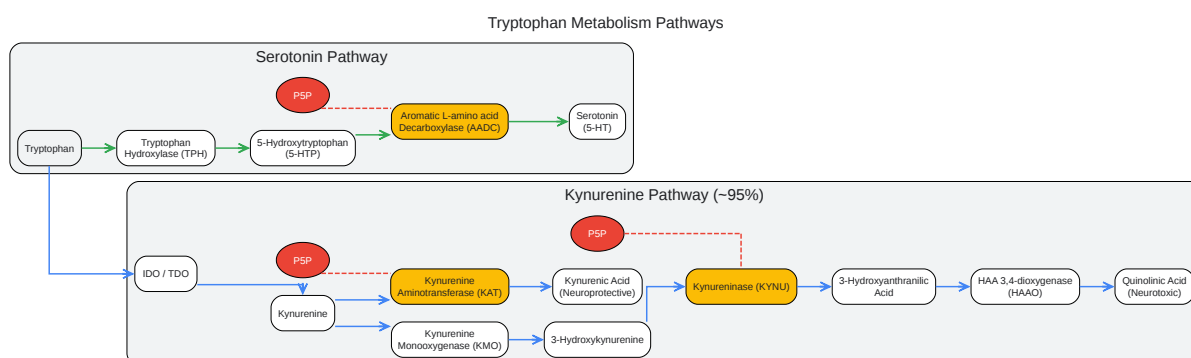 Tryptophan Metabolism Pathways
Serotonin Pathway
P5P
Aromatic L-amino acid
Decarboxylase (AADC)
Serotonin
(5-HT)
Tryptophan
Tryptophan
Hydroxylase (TPH)
5-Hydroxytryptophan
(5-HTP)
Kynurenine Pathway (~95%)
P5P
P5P
IDO / TDO
Kynurenine
Kynurenine
Aminotransferase (KAT)
Kynurenic Acid
(Neuroprotective)
Kynureninase (KYNU)
3-Hydroxyanthranilic
Acid
HAA 3,4-dioxygenase
(HAAO)
Quinolinic Acid
(Neurotoxic)
Kynurenine
Monooxygenase (KMO)
3-Hydroxykynurenine